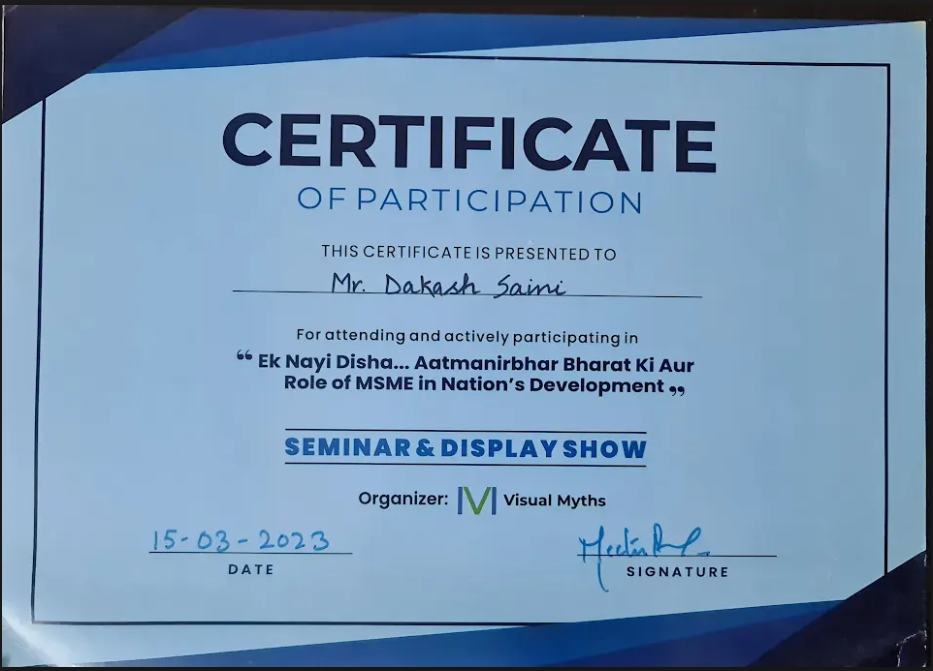 CERTIFICATE
OF PARTICIPATION
THIS CERTIFICATE IS PRESENTED TO
Mr. Dakash Saini
For attending and actively participating in
“ Ek Nayi Disha... Aatmanirbhar Bharat Ki Aur
Role of MSME in Nation's Development ”
SEMINAR & DISPLAY SHOW
Organizer: |V| Visual Myths
15-03-2023
DATE
SIGNATURE